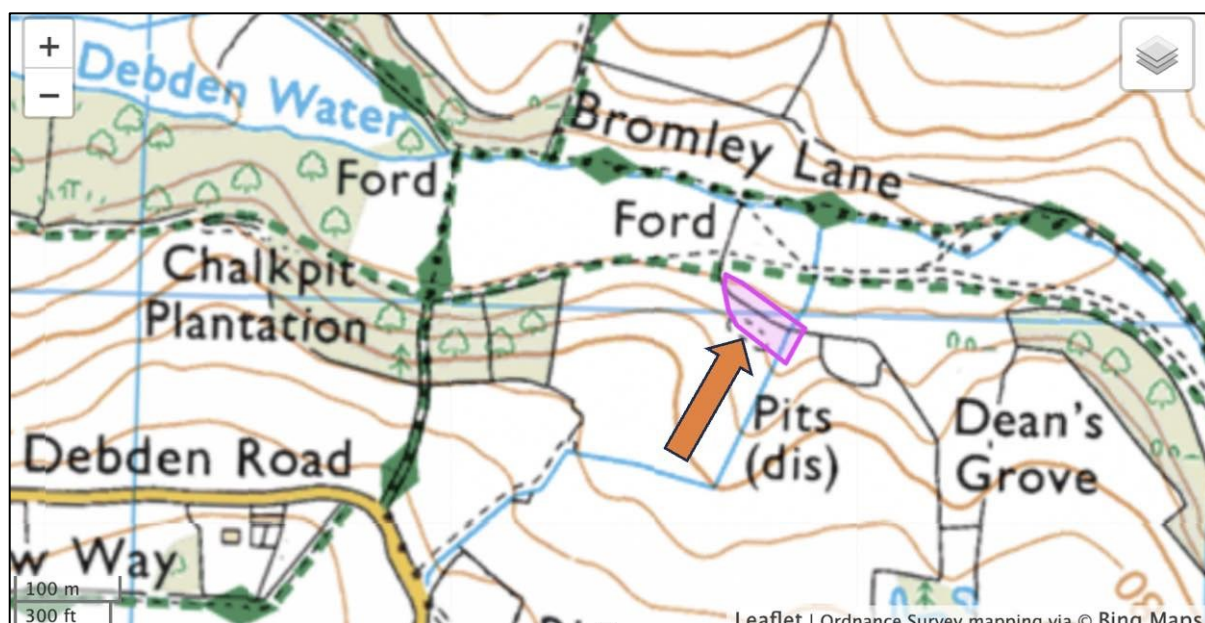 +
−
Debden Water
Bromley Lane
Ford
Ford
Chalkpit
Plantation
Pits
(dis)
Dean's
Grove
Debden Road
w Way
100 m
300 ft
Leaflet | Ordnance Survey mapping via © Bing Maps